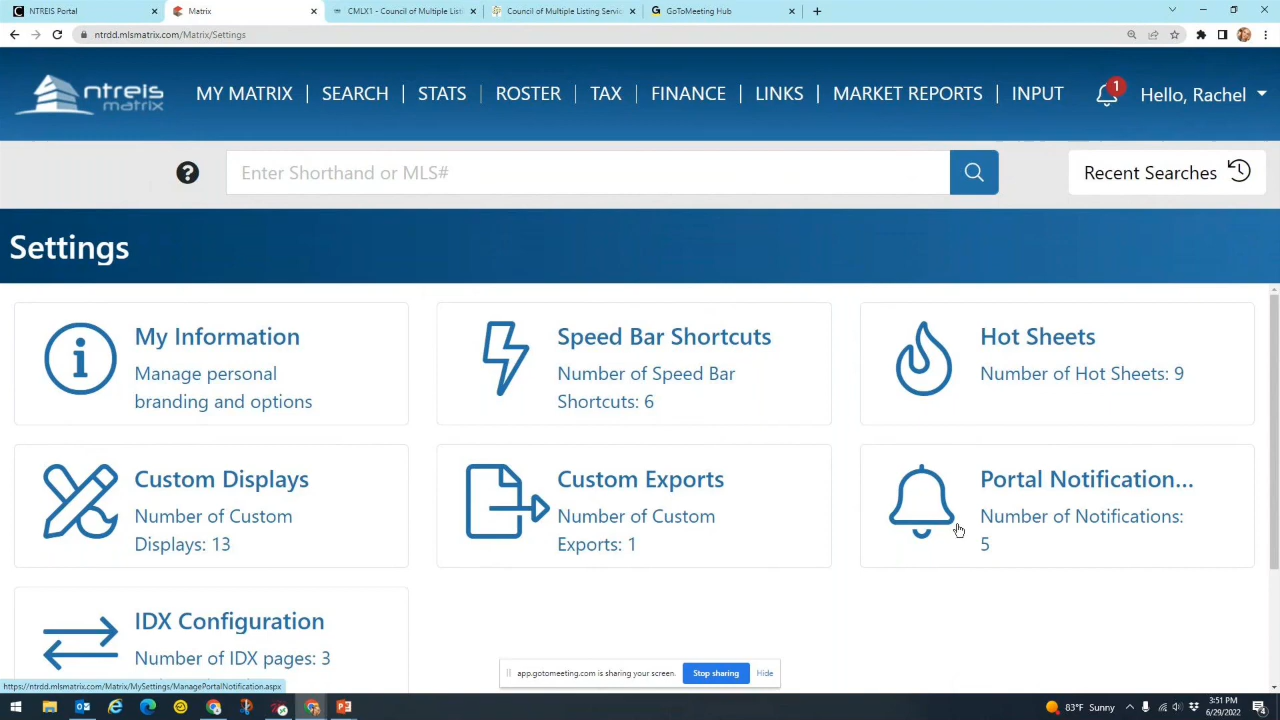 NTREIS Portal
Matrix
CMLX1 - Council of Multiple Listi
Council of Multiple Listing Servic
GoToMeeting Hub
ntrdd.mlsmatrix.com/Matrix/Settings
ntreis
matrix
MY MATRIX
SEARCH
STATS
ROSTER
TAX
FINANCE
LINKS
MARKET REPORTS
INPUT
1
Hello, Rachel
?
Enter Shorthand or MLS#
Recent Searches
Settings
My Information
Manage personal
branding and options
Speed Bar Shortcuts
Number of Speed Bar
Shortcuts: 6
Hot Sheets
Number of Hot Sheets: 9
Custom Displays
Number of Custom
Displays: 13
Custom Exports
Number of Custom
Exports: 1
Portal Notification...
Number of Notifications:
5
IDX Configuration
Number of IDX pages: 3
app.gotomeeting.com is sharing your screen.
Stop sharing
Hide
https://ntrdd.mlsmatrix.com/Matrix/MySettings/ManagePortalNotification.aspx
83°F Sunny
3:51 PM
6/29/2022
4